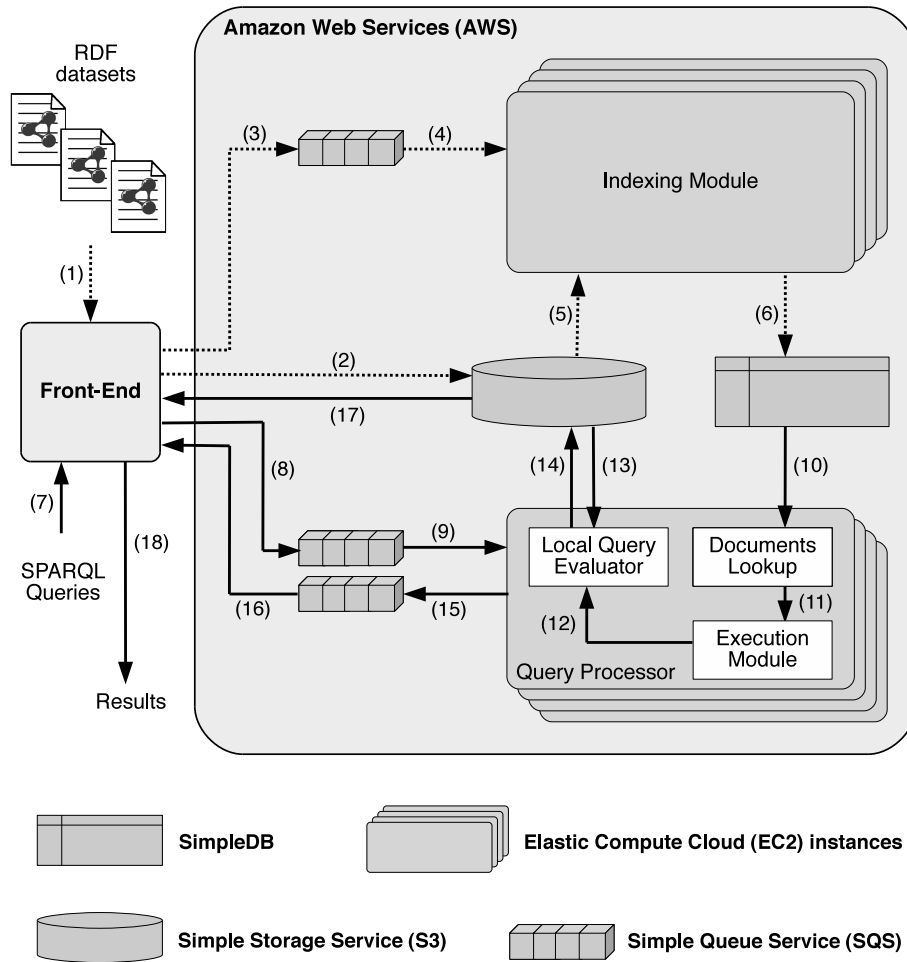 Amazon Web Services (AWS)
RDF
datasets
(1)
(3)
(4)
Indexing Module
(5)
(6)
(2)
Front-End
(17)
(8)
(14)
(13)
(10)
(7)
(18)
SPARQL
Queries
(9)
Local Query
Evaluator
Documents
Lookup
(16)
(15)
(12)
(11)
Execution
Module
Query Processor
Results
SimpleDB
Elastic Compute Cloud (EC2) instances
Simple Storage Service (S3)
Simple Queue Service (SQS)